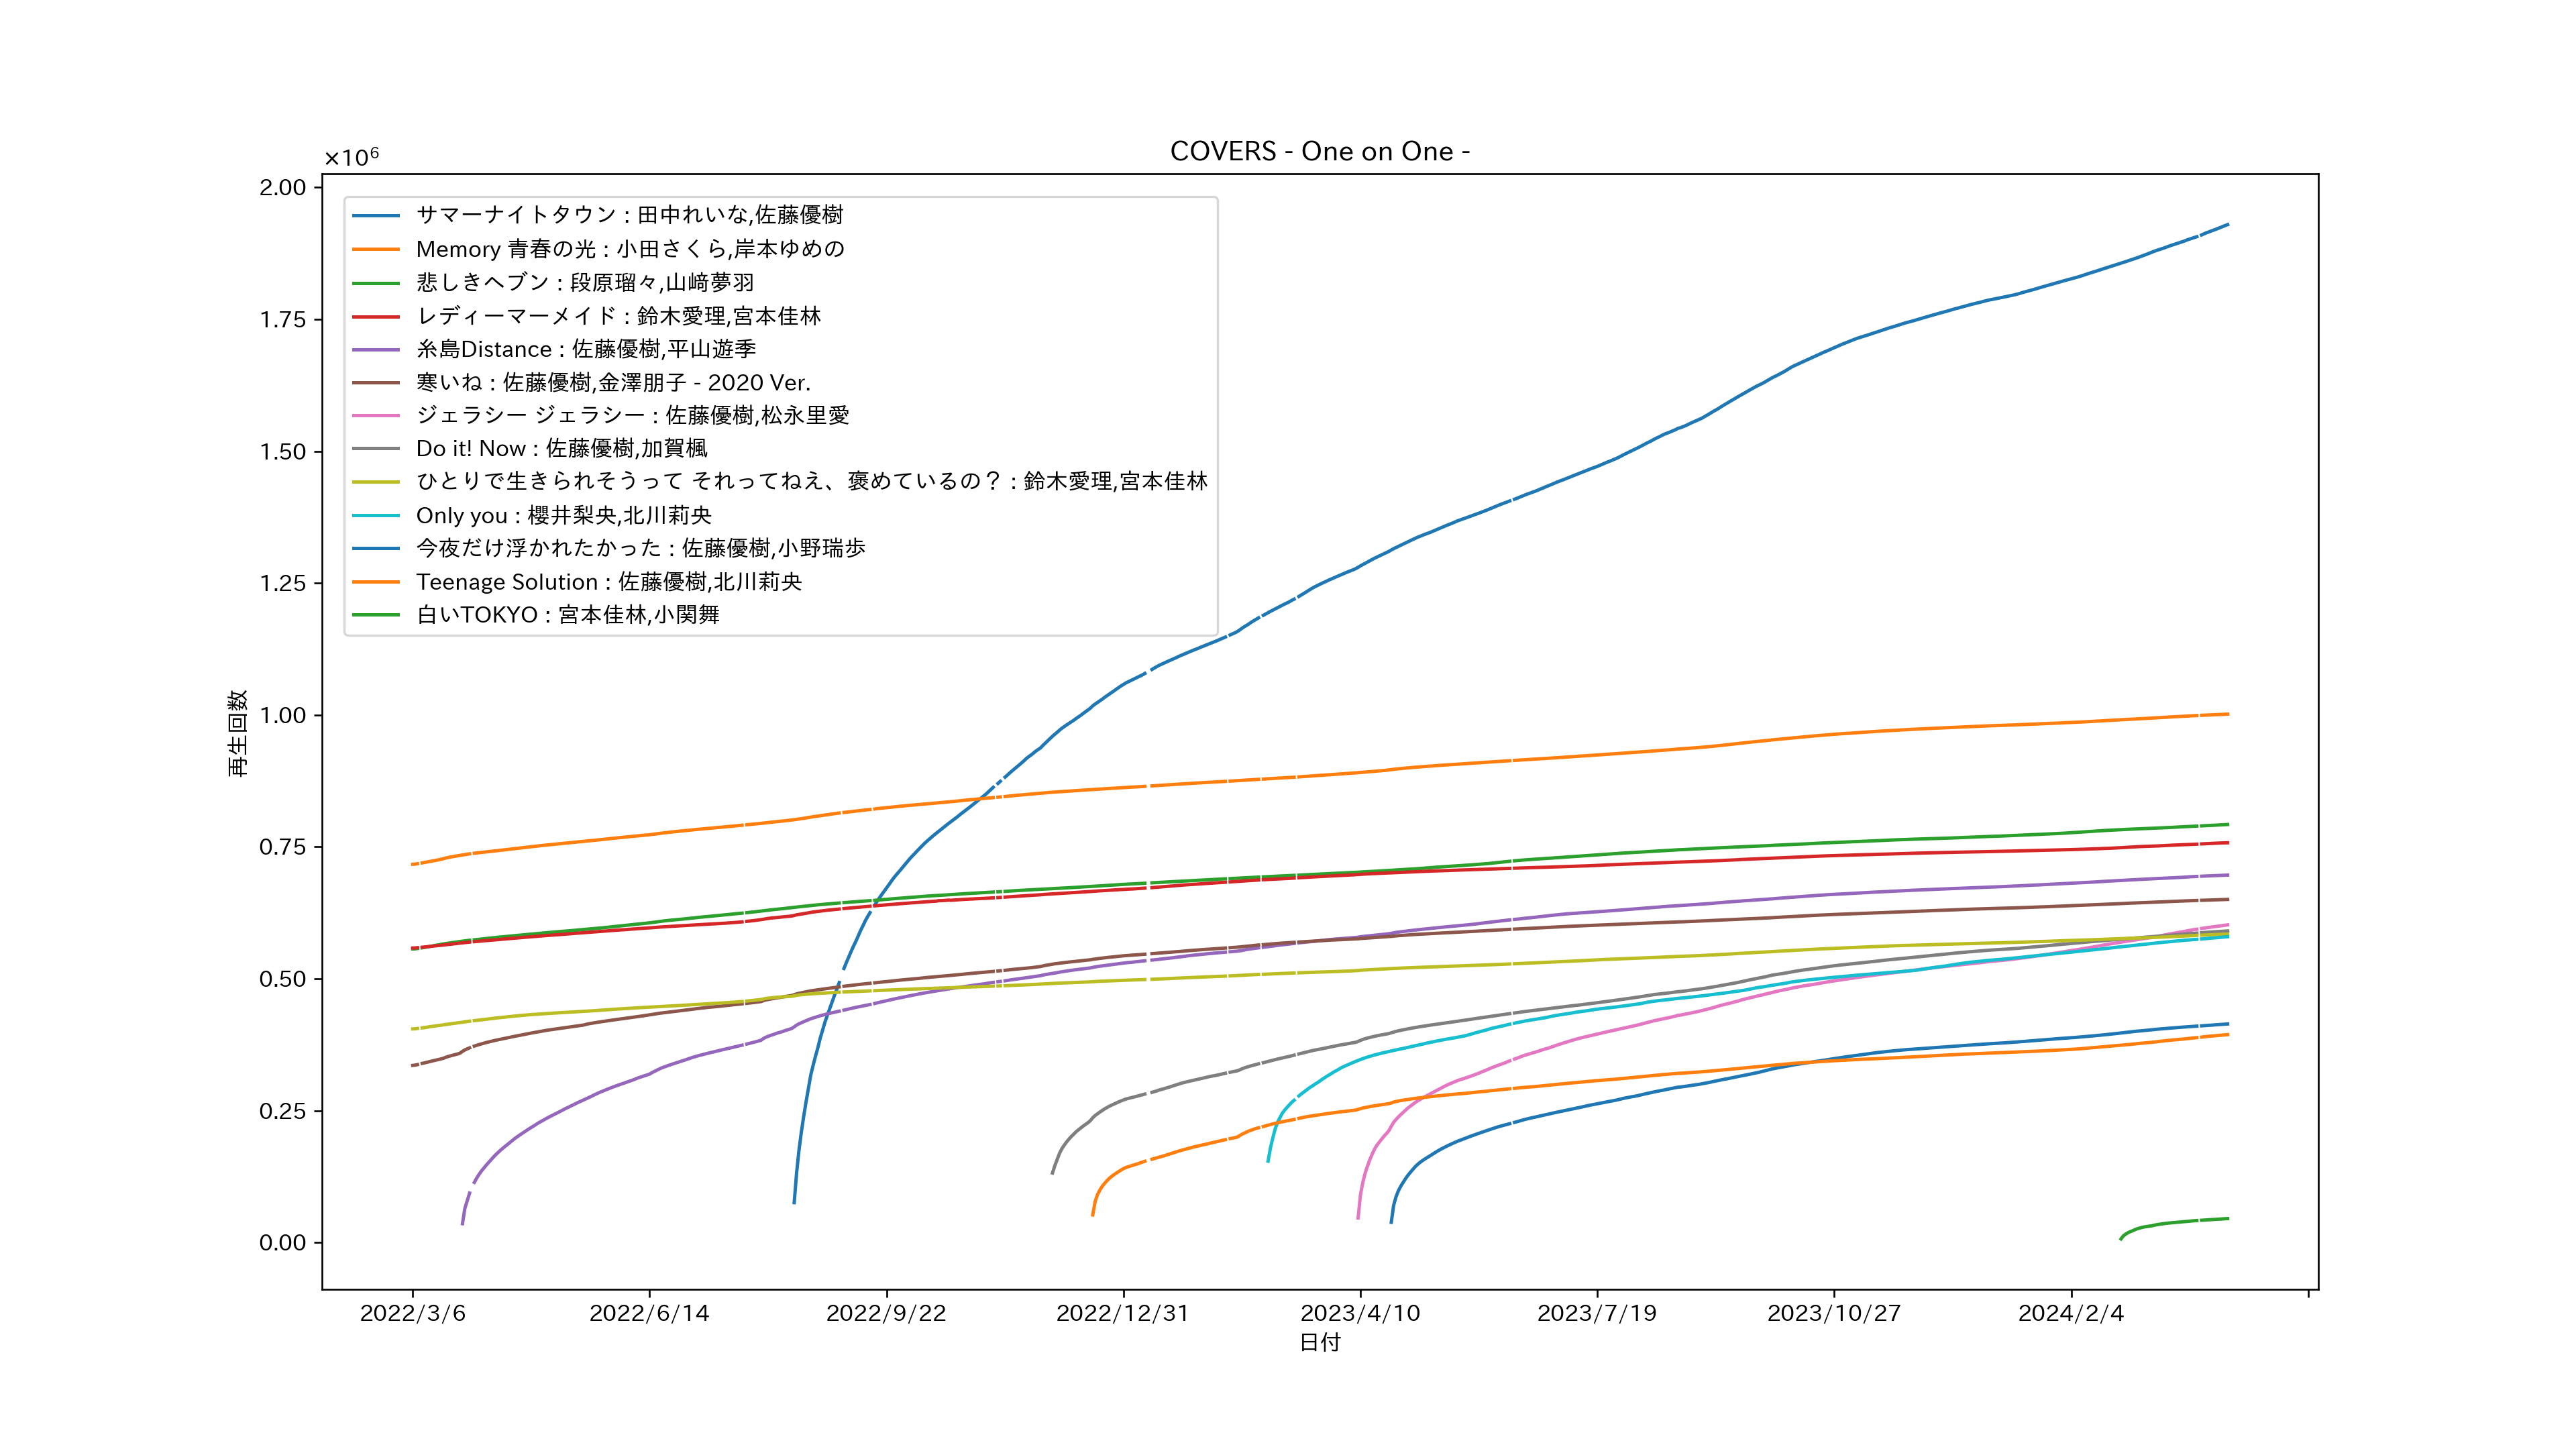 COVERS - One on One -
×10⁶
2.00
1.75
1.50
1.25
1.00
0.75
0.50
0.25
0.00
再生回数
サマーナイトタウン : 田中れいな,佐藤優樹
Memory 青春の光 : 小田さくら,岸本ゆめの
悲しきヘブン : 段原瑠々,山﨑夢羽
レディーマーメイド : 鈴木愛理,宮本佳林
糸島Distance : 佐藤優樹,平山遊季
寒いね : 佐藤優樹,金澤朋子 - 2020 Ver.
ジェラシー ジェラシー : 佐藤優樹,松永里愛
Do it! Now : 佐藤優樹,加賀楓
ひとりで生きられそうって それってねえ、褒めているの？ : 鈴木愛理,宮本佳林
Only you : 櫻井梨央,北川莉央
今夜だけ浮かれたかった : 佐藤優樹,小野瑞歩
Teenage Solution : 佐藤優樹,北川莉央
白いTOKYO : 宮本佳林,小関舞
2022/3/6 2022/6/14 2022/9/22 2022/12/31 2023/4/10 2023/7/19 2023/10/27 2024/2/4
日付